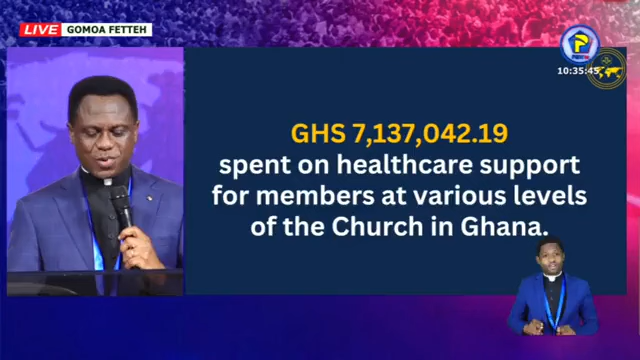 LIVE GOMOA FETTEH
10:35:45
GHS 7,137,042.19
spent on healthcare support
for members at various levels
of the Church in Ghana.